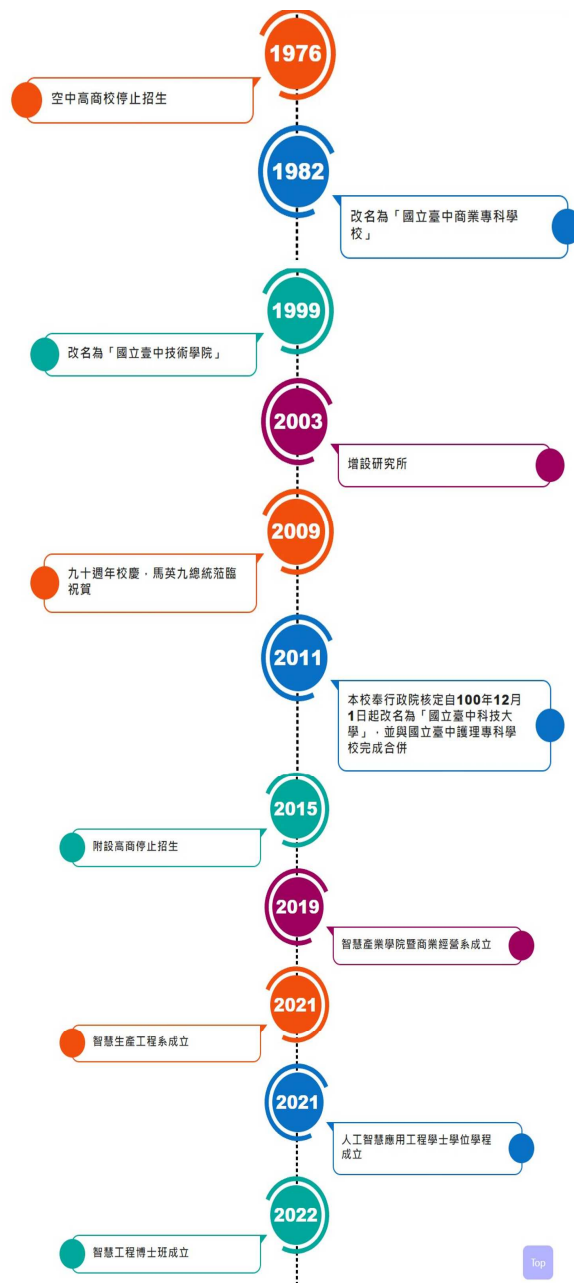 1976
空中高商校停止招生
1982
改名為「國立臺中商業專科學
校」
1999
改名為「國立臺中技術學院」
2003
增設研究所
2009
九十週年校慶，馬英九總統蒞臨
祝賀
2011
本校奉行政院核定自100年12月
1日起改名為「國立臺中科技大
學」，並與國立臺中護理專科學
校完成合併
2015
附設高商停止招生
2019
智慧產業學院暨商業經營系成立
2021
智慧生產工程系成立
2021
人工智慧應用工程學士學位學程
成立
2022
智慧工程博士班成立
Top